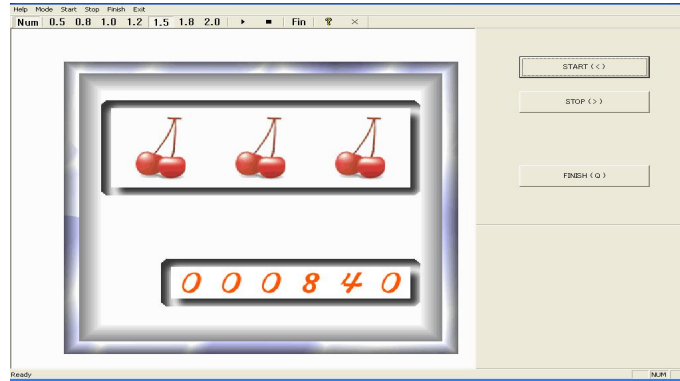 Help Mode Start Stop Finish Exit
Num 0.5 0.8 1.0 1.2 1.5 1.8 2.0 Fin
START (<)
STOP (>)
FINISH (Q)
000840
Ready NUM